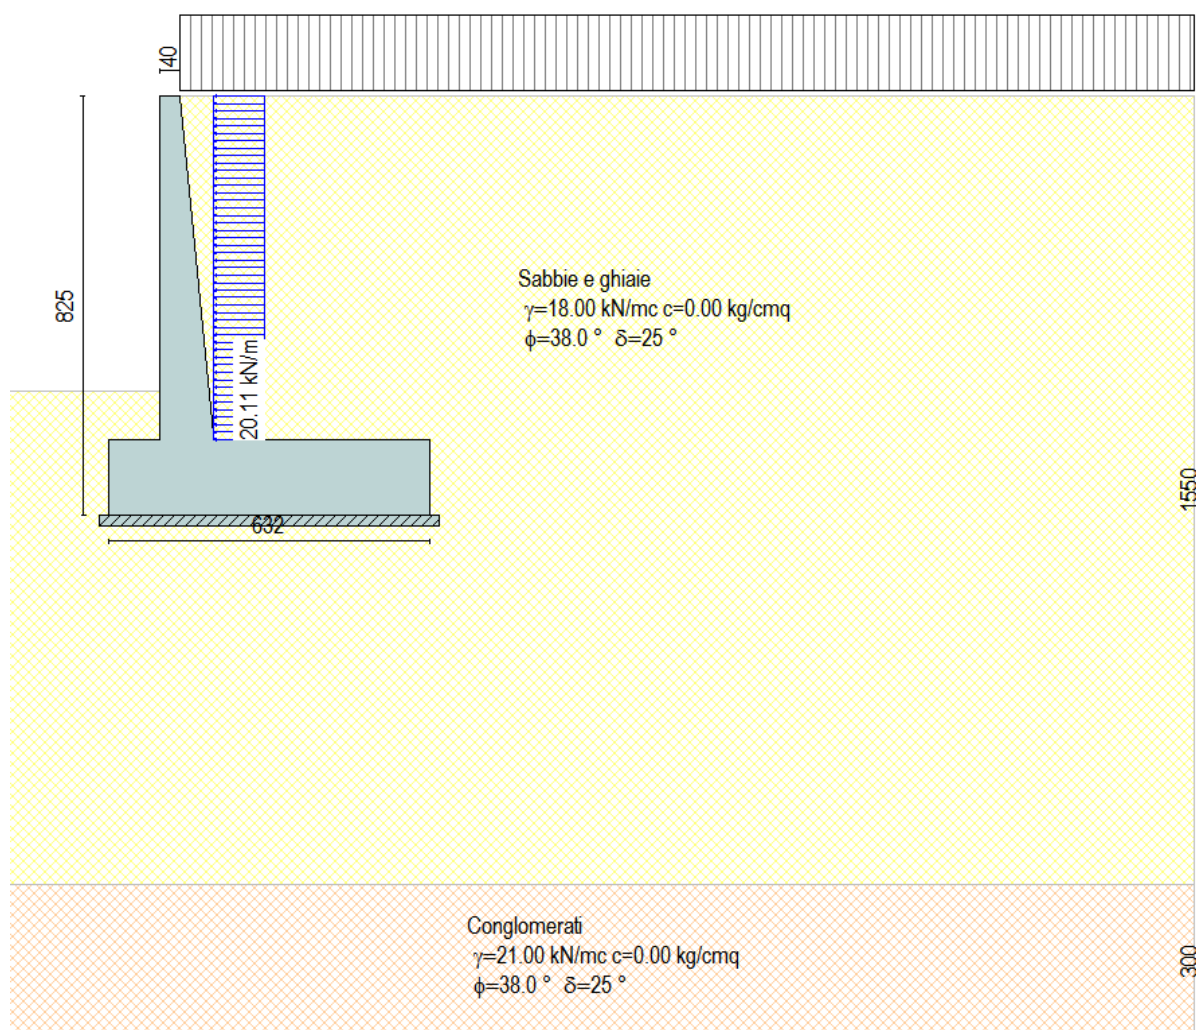 40
825
20.11 kN/m
Sabbie e ghiaie
γ=18.00 kN/mc c=0.00 kg/cmq
ϕ=38.0 ° δ=25 °
632
1550
Conglomerati
γ=21.00 kN/mc c=0.00 kg/cmq
ϕ=38.0 ° δ=25 °
300